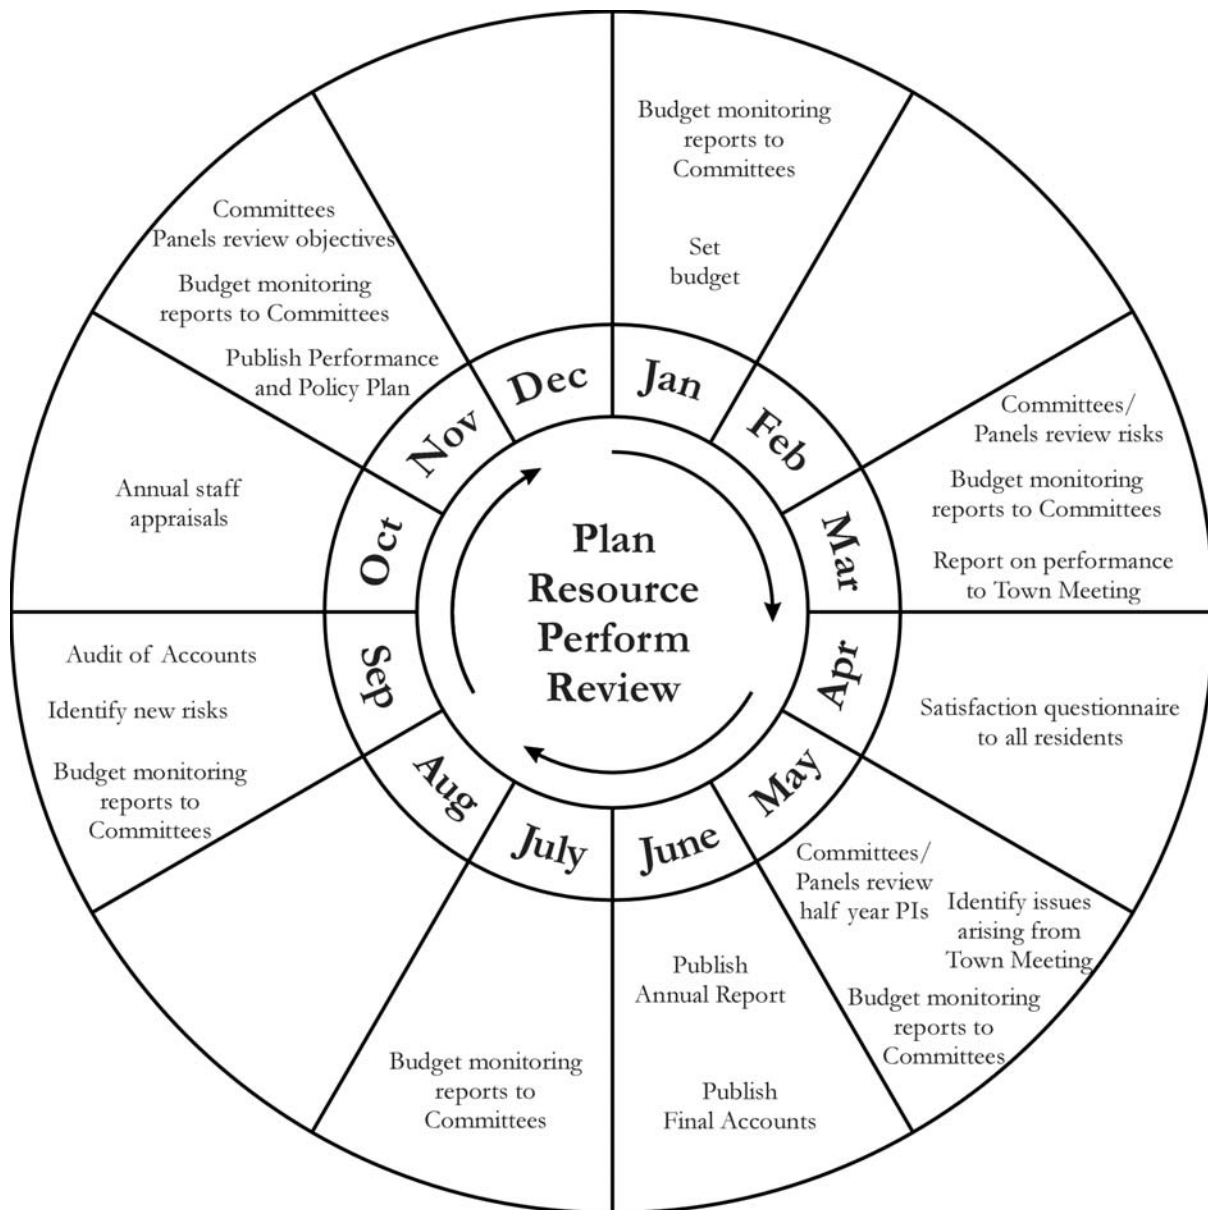 Budget monitoring
reports to
Committees
Set
budget
Jan
Feb
Committees/
Panels review risks
Budget monitoring
reports to Committees
Report on performance
to Town Meeting
Mar
Satisfaction questionnaire
to all residents
Apr
Committees/
Panels review
half year PIs
Identify issues
arising from
Town Meeting
Budget monitoring
reports to
Committees
May
Publish
Annual Report
Publish
Final Accounts
June
Budget monitoring
reports to
Committees
July
Aug
Audit of Accounts
Identify new risks
Budget monitoring
reports to
Committees
Sep
Annual staff
appraisals
Oct
Committees
Panels review objectives
Budget monitoring
reports to Committees
Publish Performance
and Policy Plan
Nov
Dec
Plan
Resource
Perform
Review